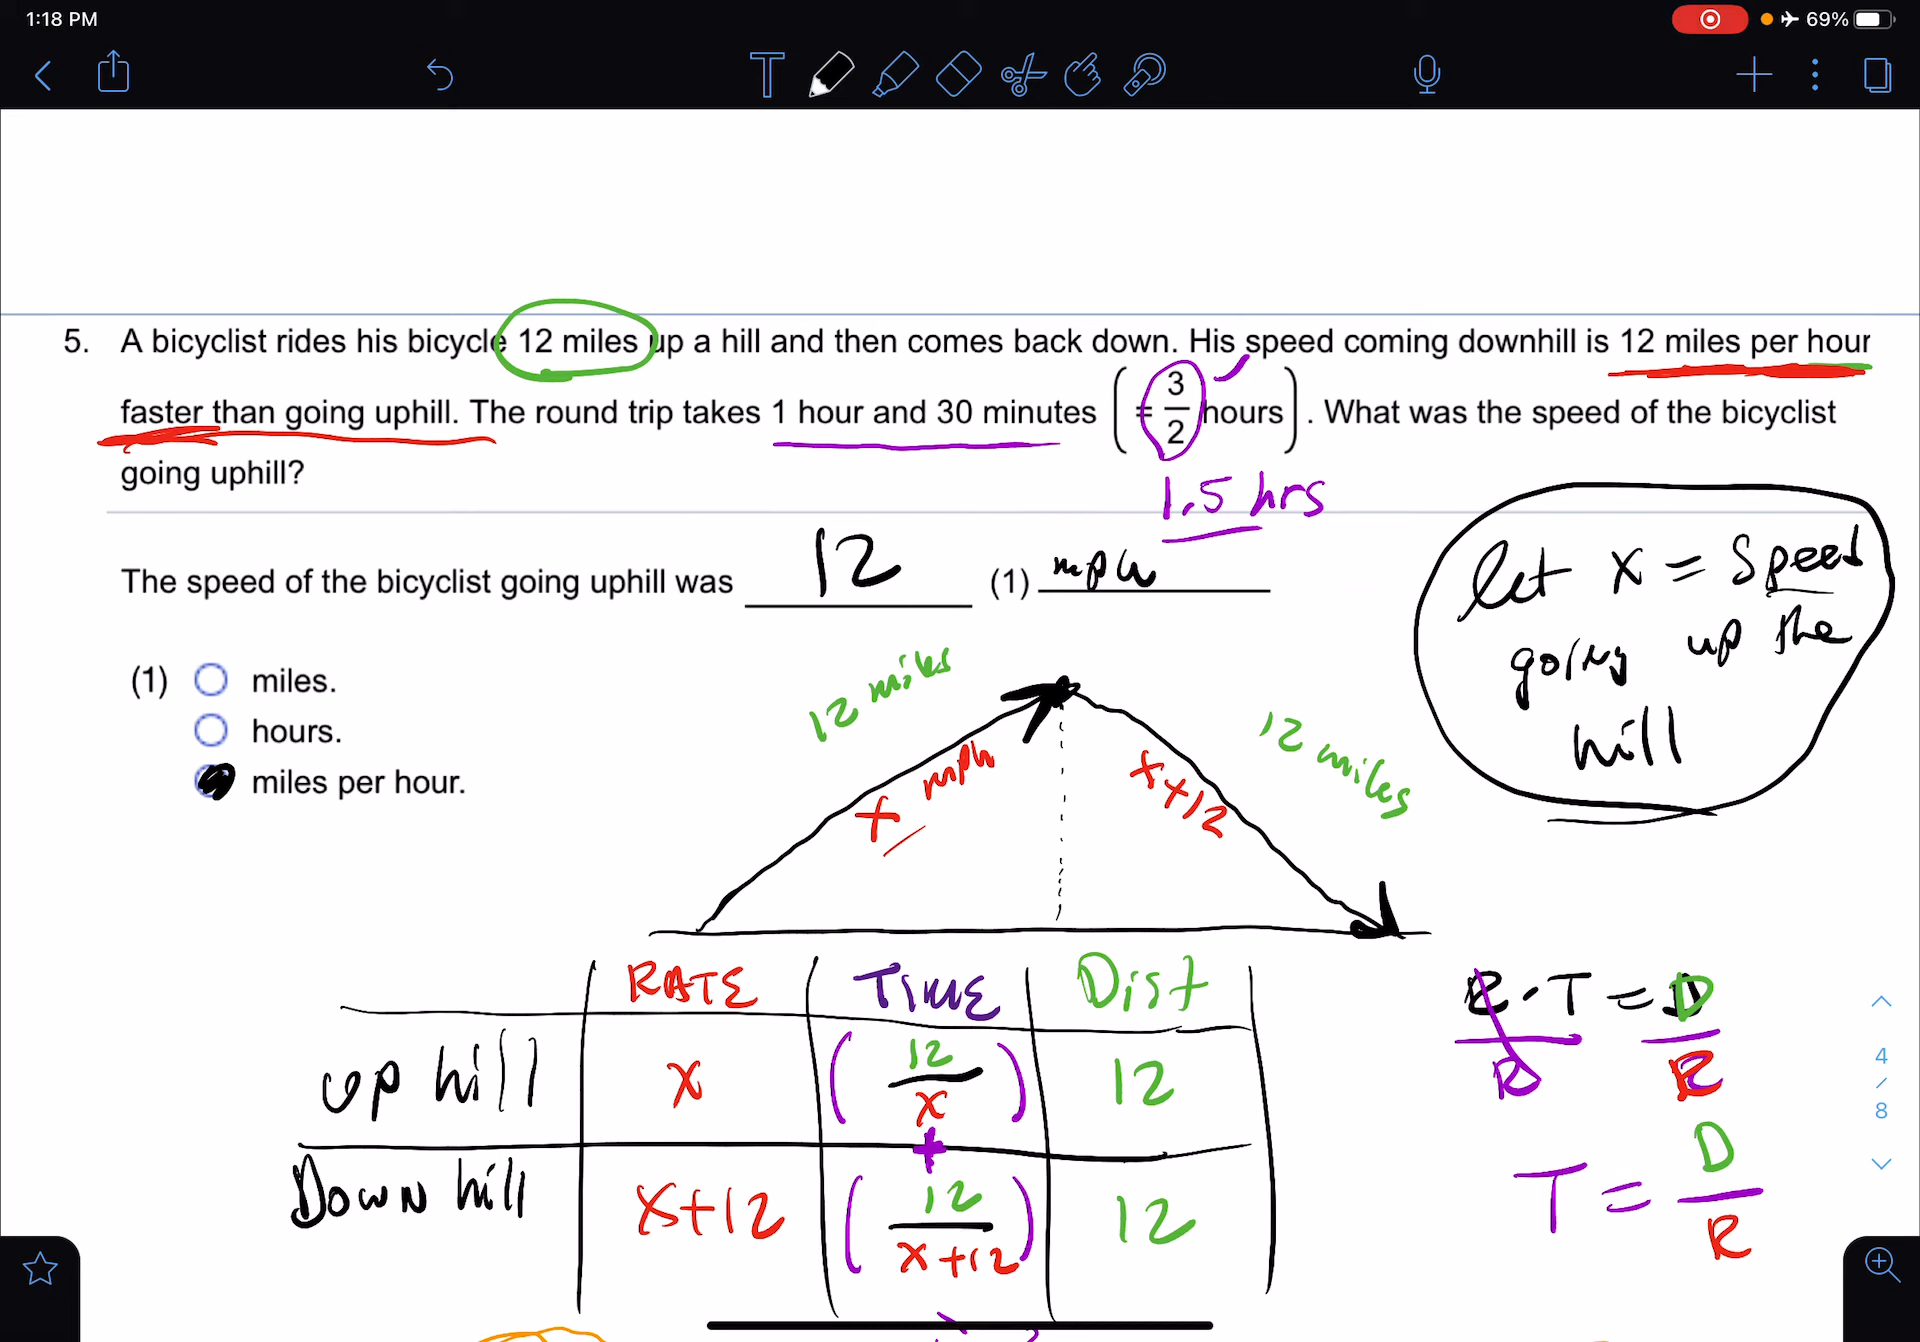 1:18 PM
69%
5. A bicyclist rides his bicycle 12 miles up a hill and then comes back down. His speed coming downhill is 12 miles per hour
faster than going uphill. The round trip takes 1 hour and 30 minutes (= 3/2 hours). What was the speed of the bicyclist
going uphill?
1.5 hrs
The speed of the bicyclist going uphill was 12 (1) mph
let x = speed
going up the
hill
(1) miles.
hours.
miles per hour.
12 miles
x mph
x+12
12 miles
RATE TIME Dist
up hill x (12/x) 12
+
Down hill x+12 (12/x+12) 12
R · T = D
R R
T = D/R
4
/
8